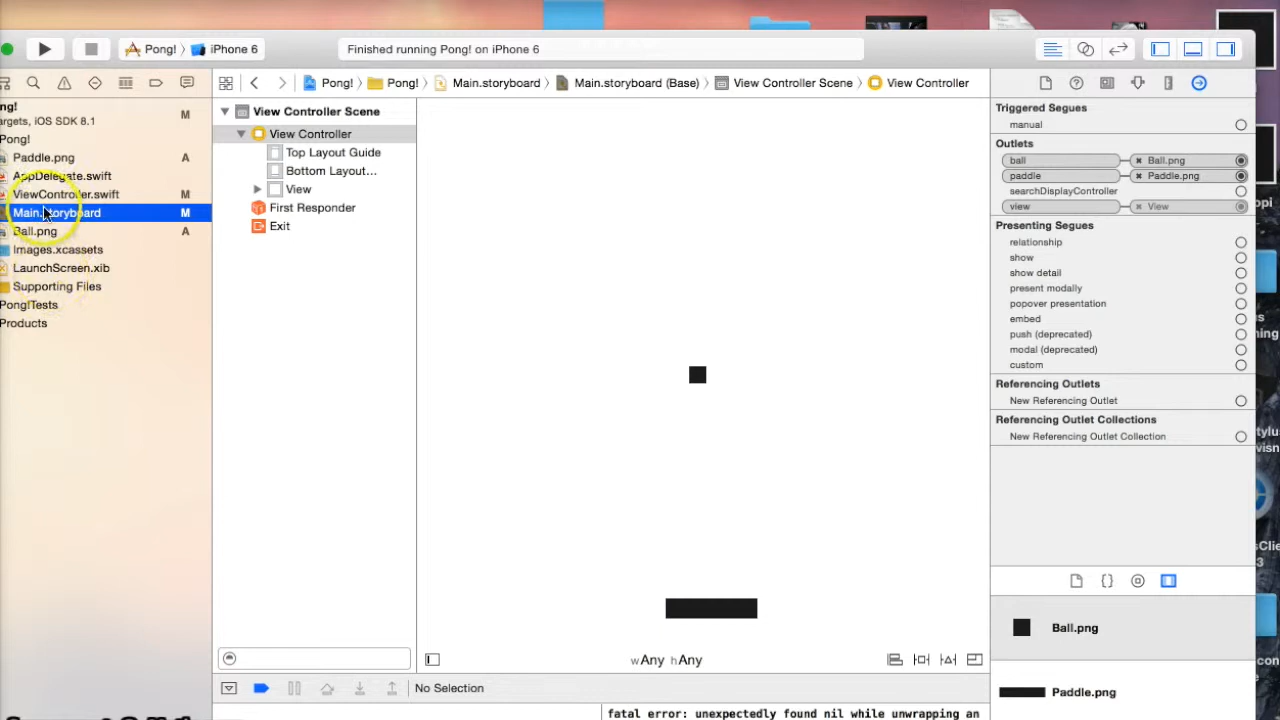 Pong! iPhone 6 Finished running Pong! on iPhone 6
Pong! Pong! Main.storyboard Main.storyboard (Base) View Controller Scene View Controller
ng!
argets, iOS SDK 8.1 M
Pong!
Paddle.png A
AppDelegate.swift
ViewController.swift M
Main.storyboard M
Ball.png A
Images.xcassets
LaunchScreen.xib
Supporting Files
Pong!Tests
Products
View Controller Scene
View Controller
Top Layout Guide
Bottom Layout...
View
First Responder
Exit
wAny hAny
No Selection
fatal error: unexpectedly found nil while unwrapping an
Triggered Segues
manual
Outlets
ball Ball.png
paddle Paddle.png
searchDisplayController
view View
Presenting Segues
relationship
show
show detail
present modally
popover presentation
embed
push (deprecated)
modal (deprecated)
custom
Referencing Outlets
New Referencing Outlet
Referencing Outlet Collections
New Referencing Outlet Collection
Ball.png
Paddle.png